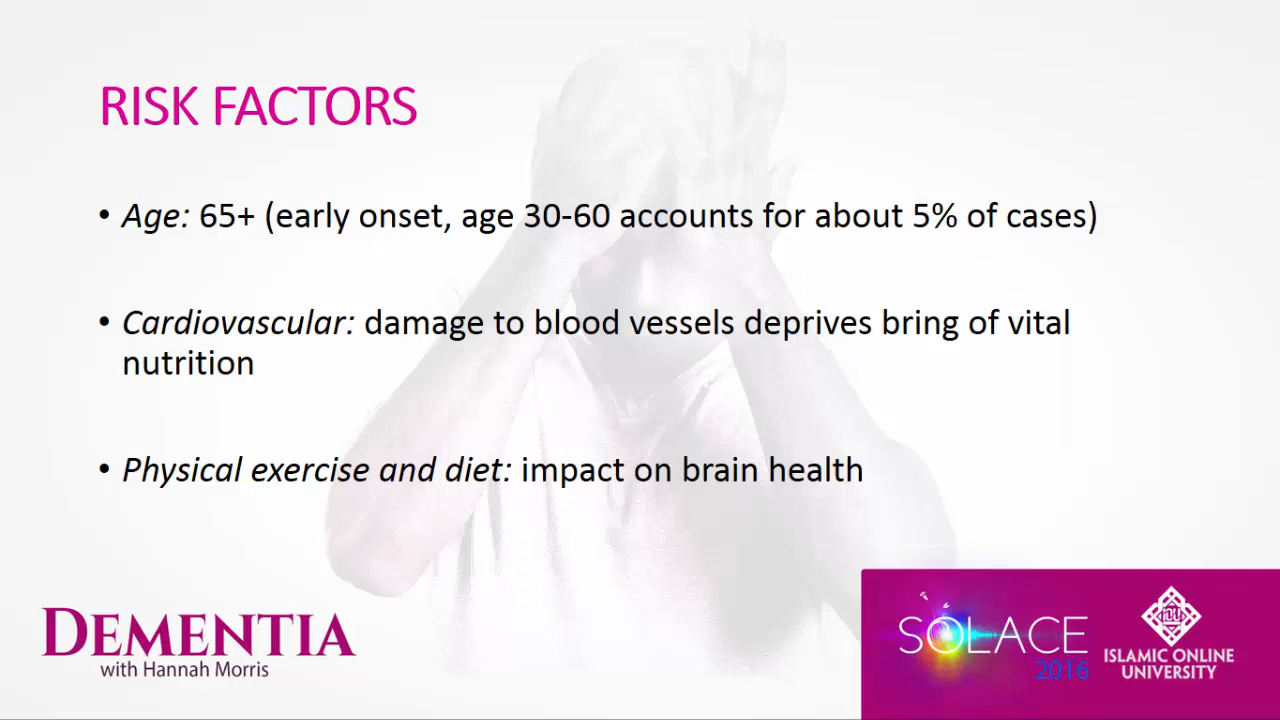 RISK FACTORS
• Age: 65+ (early onset, age 30-60 accounts for about 5% of cases)
• Cardiovascular: damage to blood vessels deprives bring of vital
nutrition
• Physical exercise and diet: impact on brain health
DEMENTIA
with Hannah Morris
SOLACE
2016
IOU
ISLAMIC ONLINE
UNIVERSITY